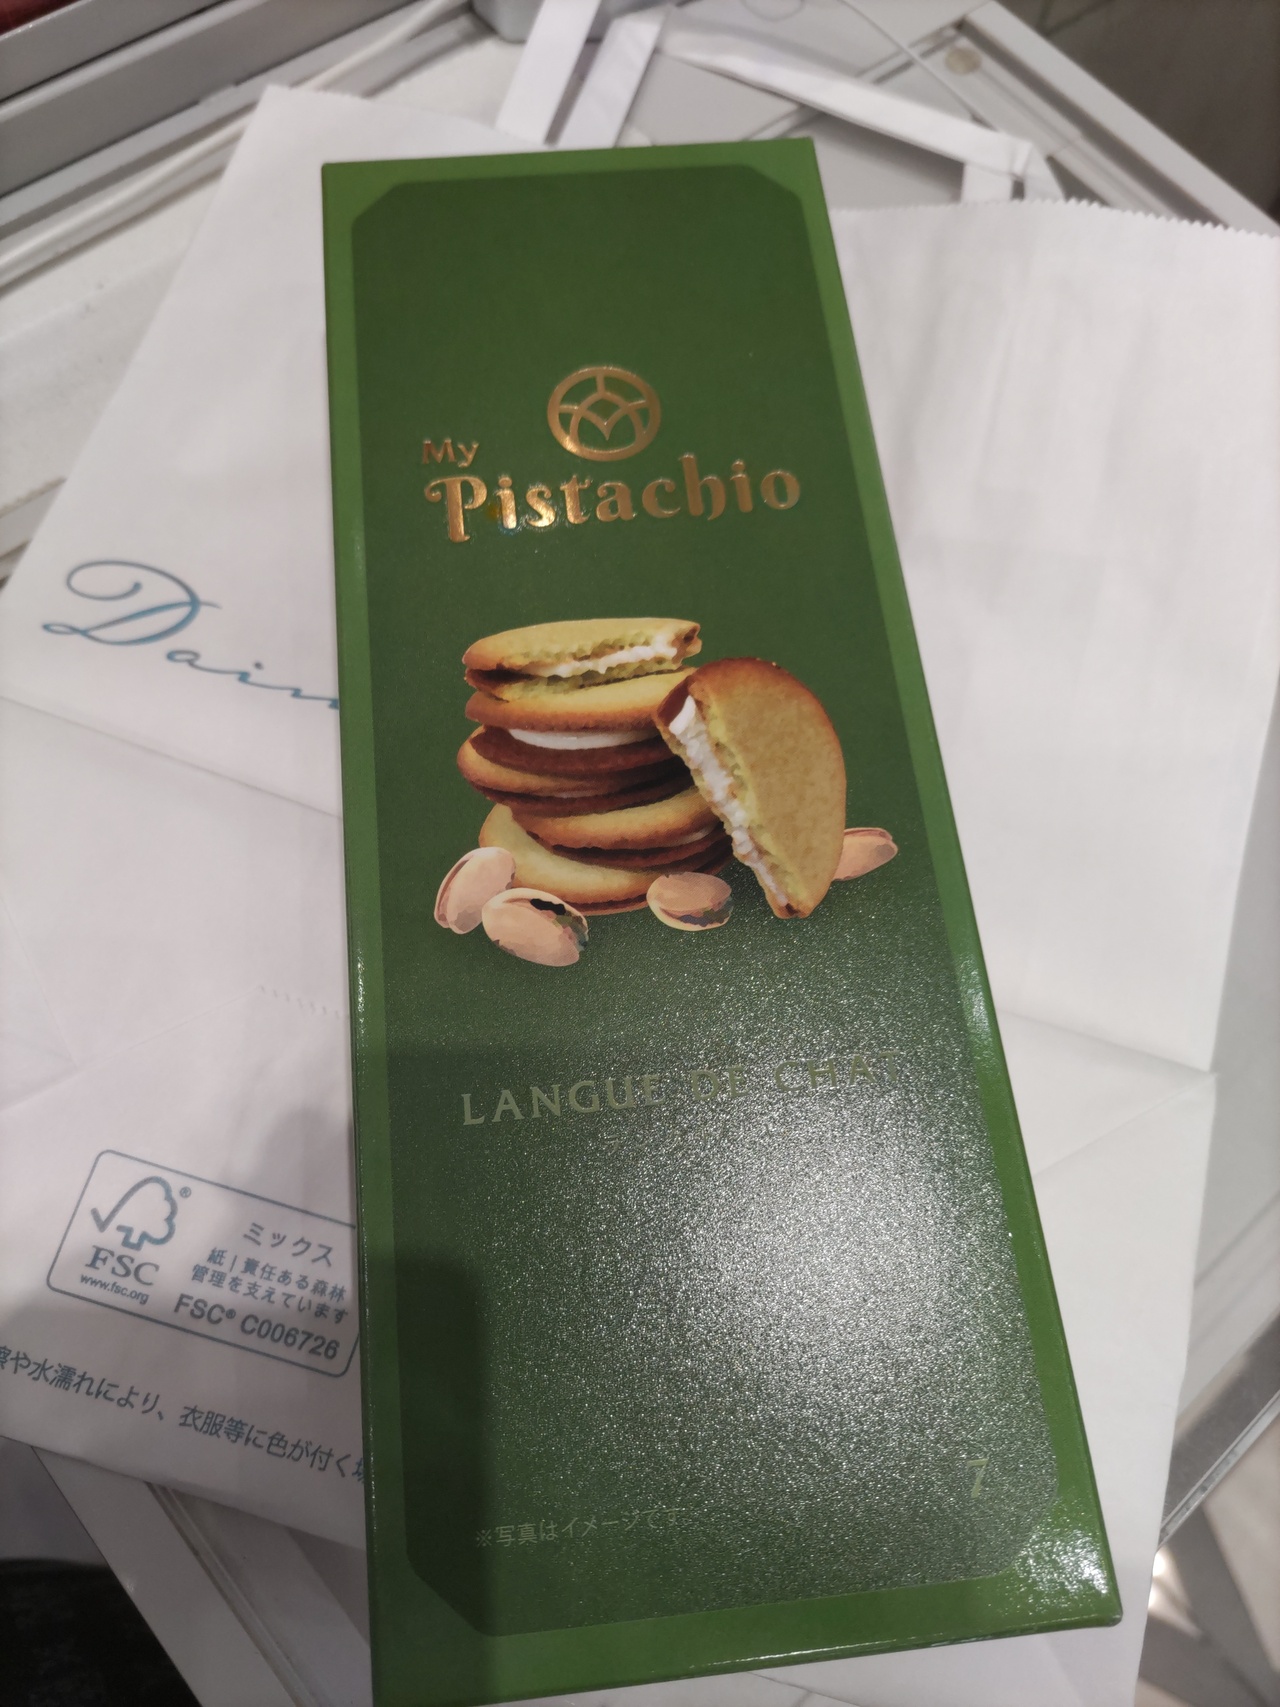 My
Pistachio
LANGUE DE CHAT
7
※写真はイメージです
FSC
www.fsc.org
ミックス
紙 | 責任ある森林
管理を支えています
FSC® C006726
や水濡れにより、衣服等に色が付く